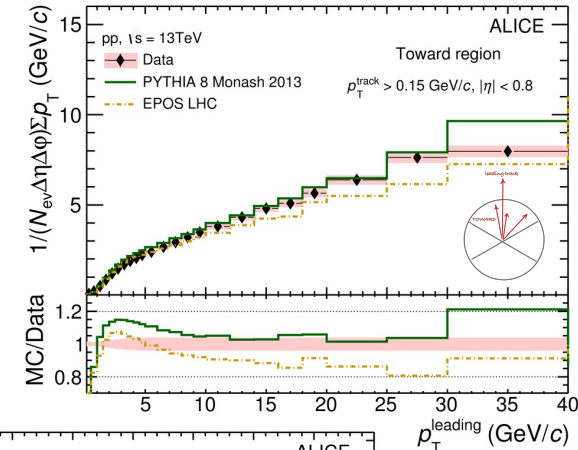 15
ALICE
pp, √s = 13TeV
Data
Toward region
PYTHIA 8 Monash 2013
p_T^track > 0.15 GeV/c, |η| < 0.8
EPOS LHC
10
1/(N_ev ΔηΔφ)Σp_T (GeV/c)
leading track
5
TOWARD
MC/Data
1.2
1
0.8
5 10 15 20 25 30 35 40
p_T^leading (GeV/c)
ALICE